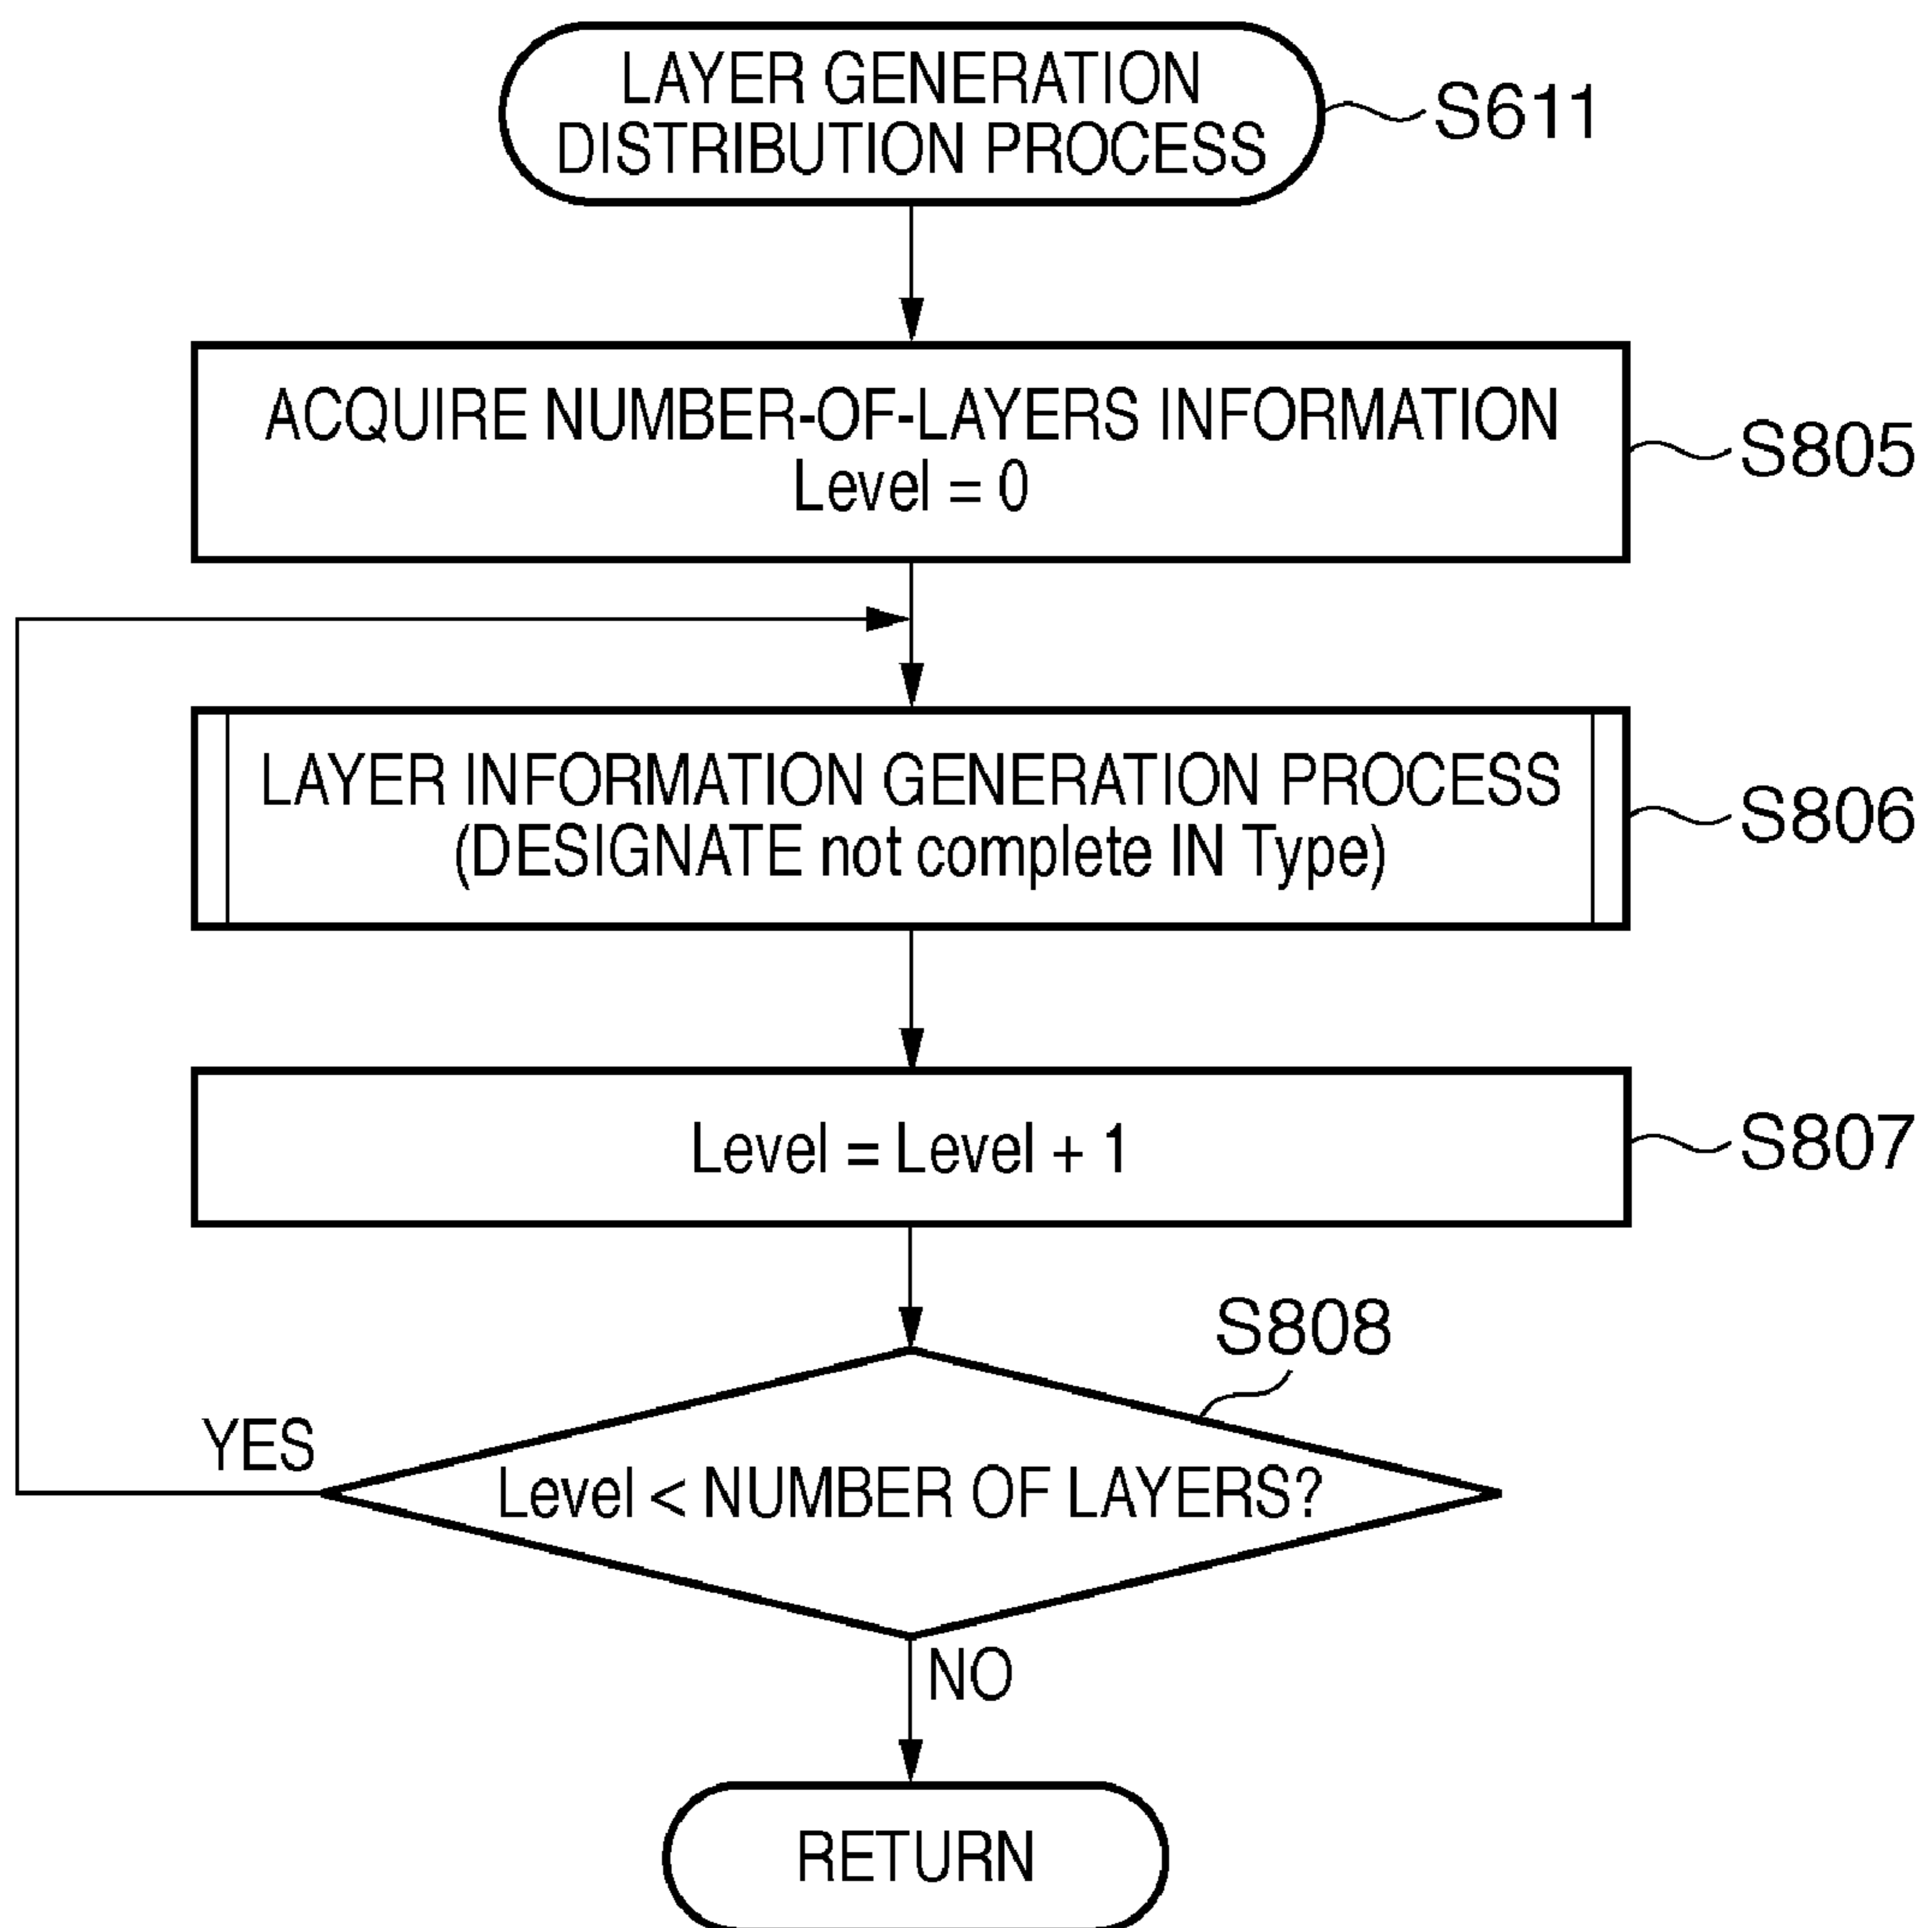 LAYER GENERATION
DISTRIBUTION PROCESS
S611
ACQUIRE NUMBER-OF-LAYERS INFORMATION
Level = 0
S805
LAYER INFORMATION GENERATION PROCESS
(DESIGNATE not complete IN Type)
S806
Level = Level + 1
S807
S808
YES
Level < NUMBER OF LAYERS?
NO
RETURN